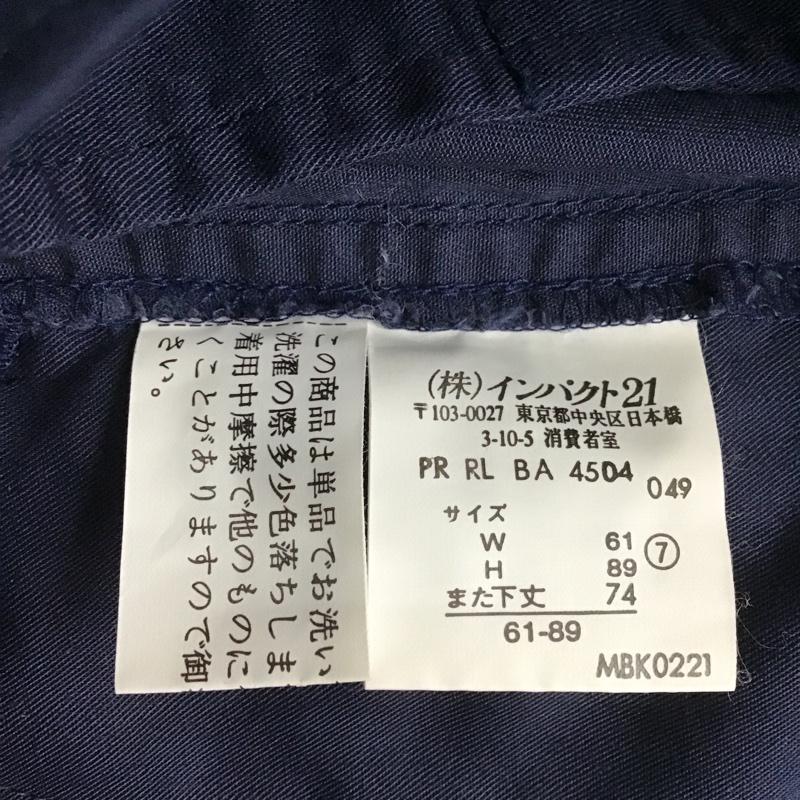 この商品は単品でお洗い
洗濯の際多少色落ちしま
着用中摩擦で他のものに
くことがありますので御
さい。
(株)インパクト21
〒103-0027 東京都中央区日本橋
3-10-5 消費者室
PR RL BA 4504 049
サイズ
W 61 ⑦
H 89
また下丈 74
61-89
MBK0221